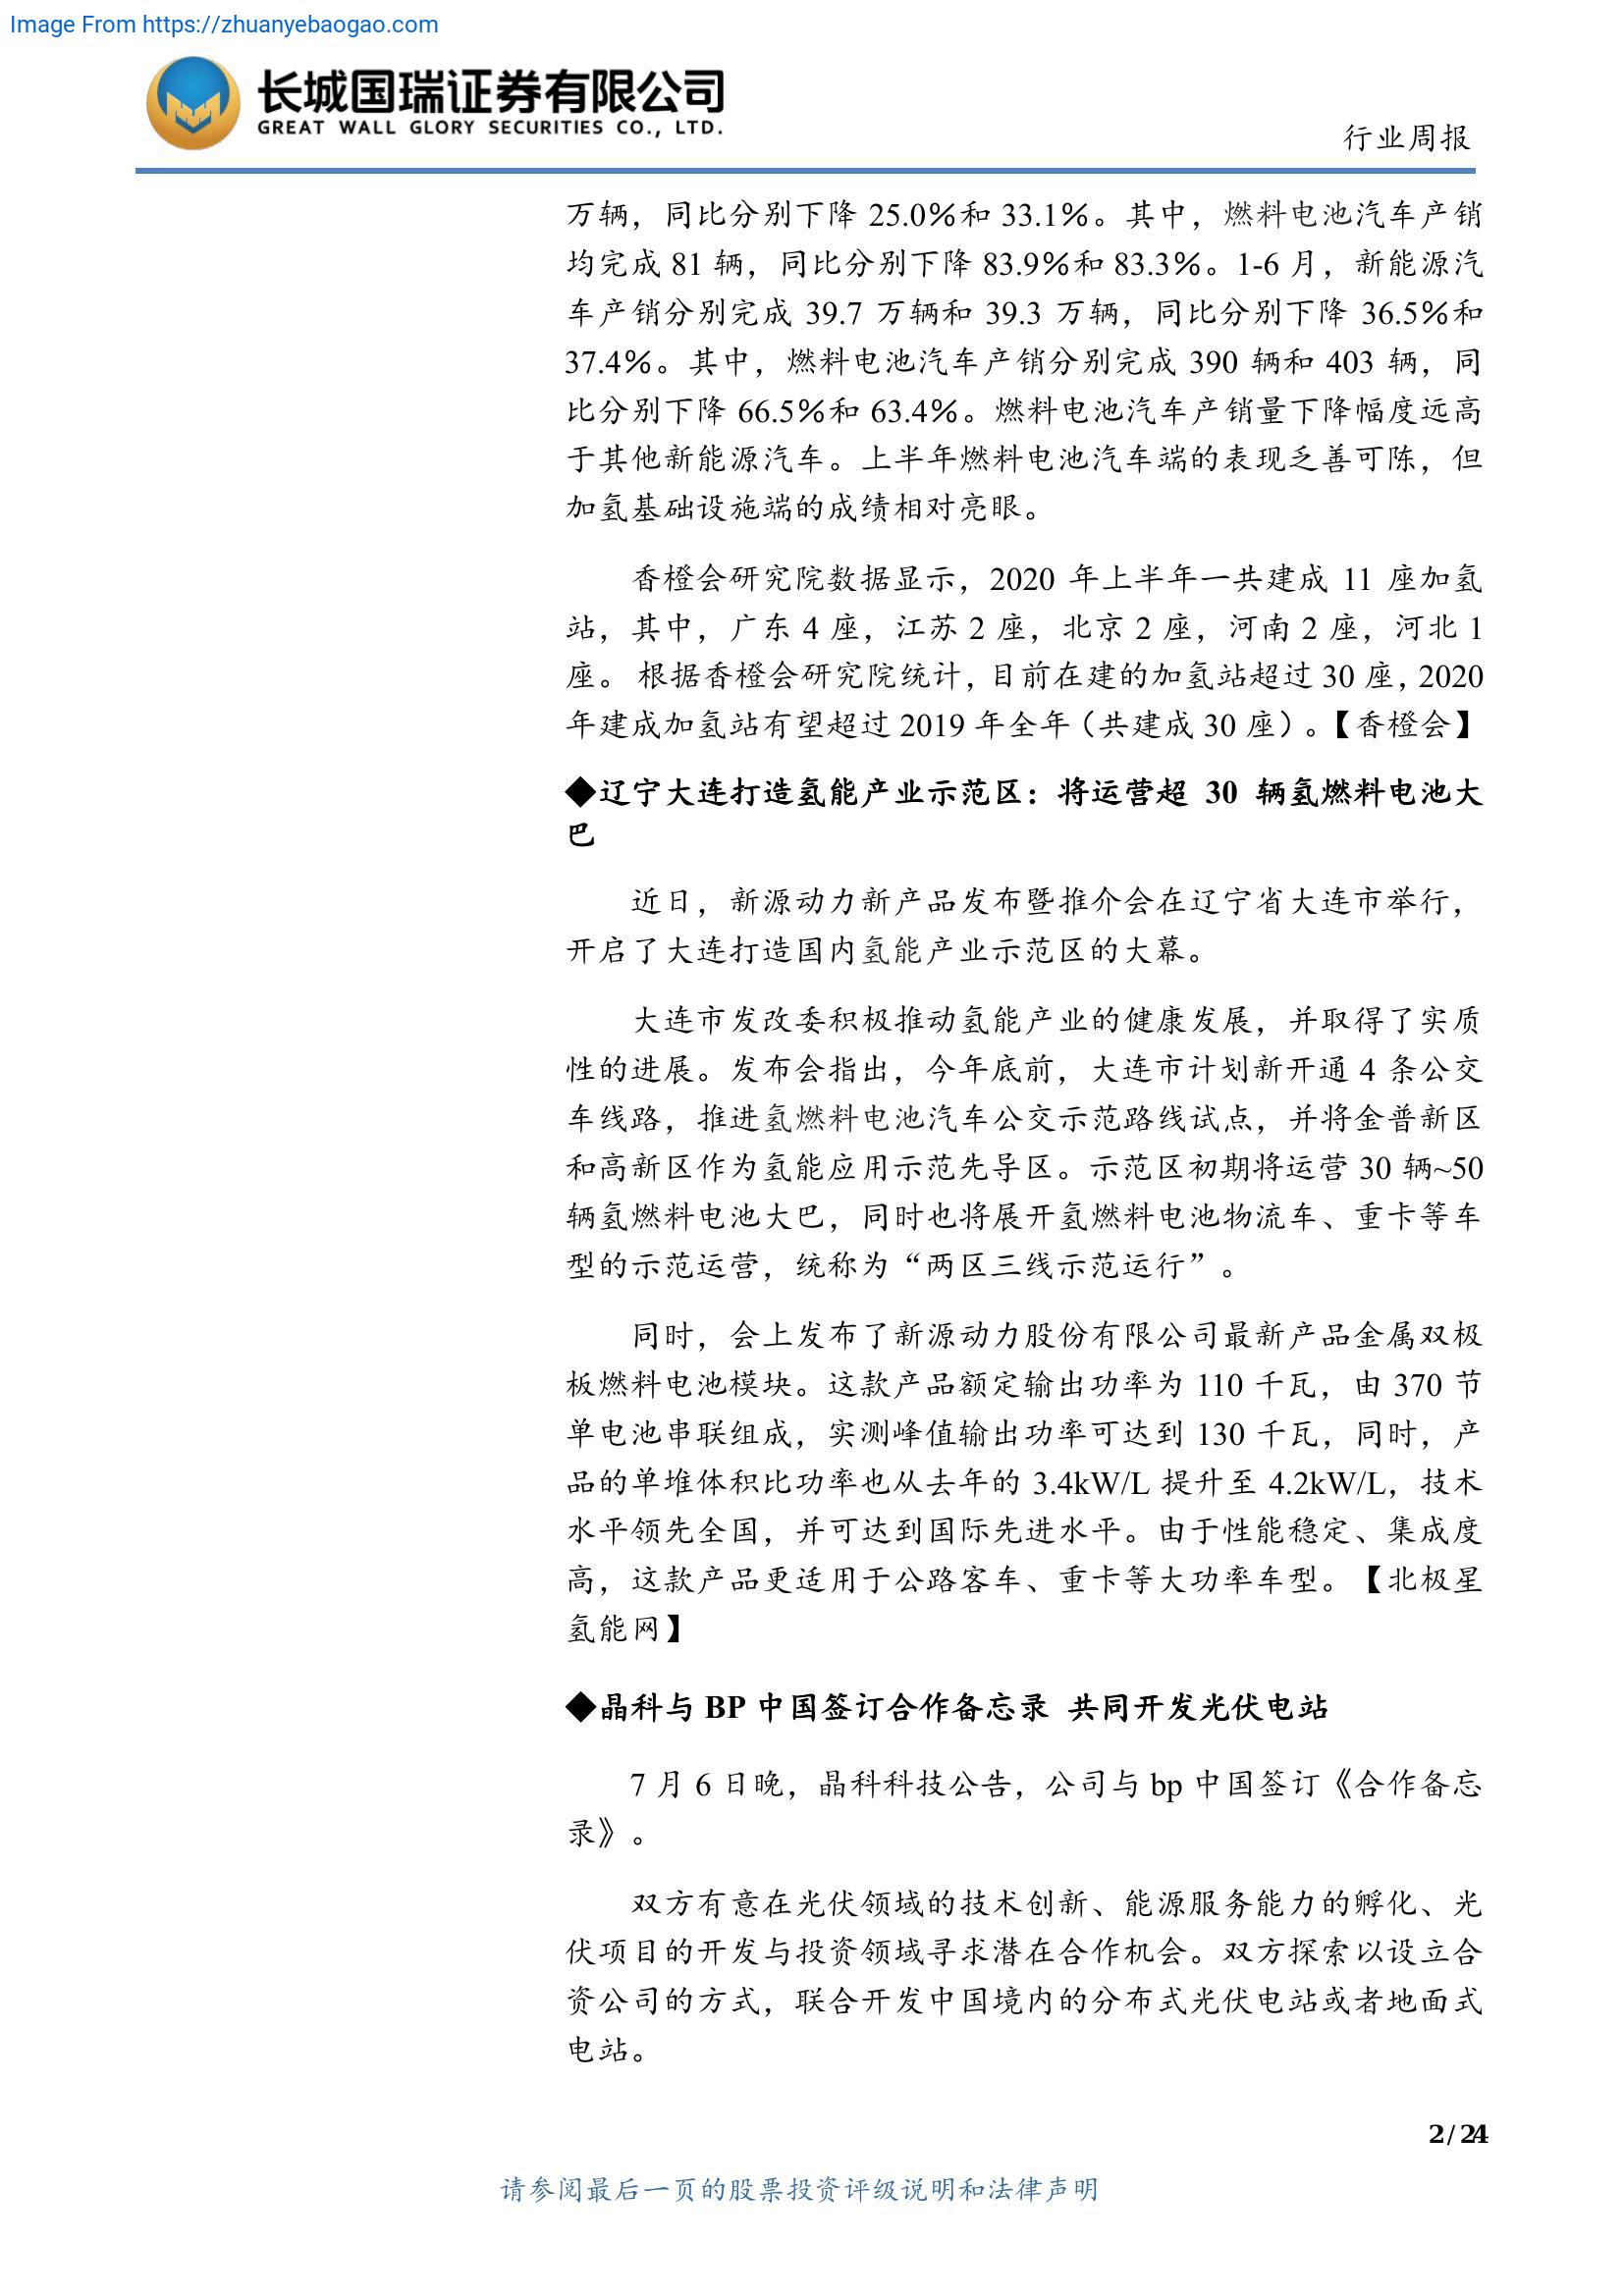 Image From https://zhuanyebaogao.com
长城国瑞证券有限公司
GREAT WALL GLORY SECURITIES CO., LTD.
行业周报
万辆，同比分别下降 25.0%和 33.1%。其中，燃料电池汽车产销
均完成 81 辆，同比分别下降 83.9%和 83.3%。1-6 月，新能源汽
车产销分别完成 39.7 万辆和 39.3 万辆，同比分别下降 36.5%和
37.4%。其中，燃料电池汽车产销分别完成 390 辆和 403 辆，同
比分别下降 66.5%和 63.4%。燃料电池汽车产销量下降幅度远高
于其他新能源汽车。上半年燃料电池汽车端的表现乏善可陈，但
加氢基础设施端的成绩相对亮眼。
香橙会研究院数据显示，2020 年上半年一共建成 11 座加氢
站，其中，广东 4 座，江苏 2 座，北京 2 座，河南 2 座，河北 1
座。 根据香橙会研究院统计，目前在建的加氢站超过 30 座，2020
年建成加氢站有望超过 2019 年全年（共建成 30 座）。【香橙会】
◆辽宁大连打造氢能产业示范区：将运营超 30 辆氢燃料电池大
巴
近日，新源动力新产品发布暨推介会在辽宁省大连市举行，
开启了大连打造国内氢能产业示范区的大幕。
大连市发改委积极推动氢能产业的健康发展，并取得了实质
性的进展。发布会指出，今年底前，大连市计划新开通 4 条公交
车线路，推进氢燃料电池汽车公交示范路线试点，并将金普新区
和高新区作为氢能应用示范先导区。示范区初期将运营 30 辆~50
辆氢燃料电池大巴，同时也将展开氢燃料电池物流车、重卡等车
型的示范运营，统称为“两区三线示范运行”。
同时，会上发布了新源动力股份有限公司最新产品金属双极
板燃料电池模块。这款产品额定输出功率为 110 千瓦，由 370 节
单电池串联组成，实测峰值输出功率可达到 130 千瓦，同时，产
品的单堆体积比功率也从去年的 3.4kW/L 提升至 4.2kW/L，技术
水平领先全国，并可达到国际先进水平。由于性能稳定、集成度
高，这款产品更适用于公路客车、重卡等大功率车型。【北极星
氢能网】
◆晶科与 BP 中国签订合作备忘录 共同开发光伏电站
7 月 6 日晚，晶科科技公告，公司与 bp 中国签订《合作备忘
录》。
双方有意在光伏领域的技术创新、能源服务能力的孵化、光
伏项目的开发与投资领域寻求潜在合作机会。双方探索以设立合
资公司的方式，联合开发中国境内的分布式光伏电站或者地面式
电站。
2/24
请参阅最后一页的股票投资评级说明和法律声明